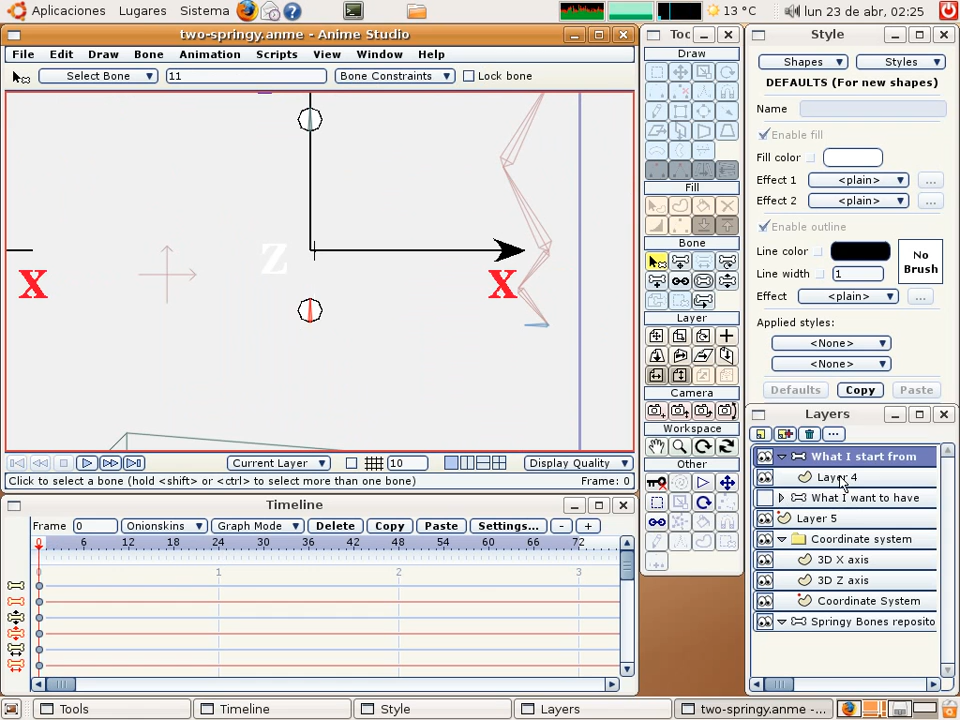 Aplicaciones Lugares Sistema 13 °C lun 23 de abr, 02:25
two-springy.anme - Anime Studio
File Edit Draw Bone Animation Scripts View Window Help
Select Bone 11 Bone Constraints Lock bone
X
Z
X
Current Layer 10 Display Quality
Click to select a bone (hold <shift> or <ctrl> to select more than one bone) Frame: 0
Timeline
Frame 0 Onionskins Graph Mode Delete Copy Paste Settings... - +
0 6 12 18 24 30 36 42 48 54 60 66 72
1 2 3
Draw
Fill
Bone
Layer
Camera
Workspace
Other
Style
Shapes Styles
DEFAULTS (For new shapes)
Name
Enable fill
Fill color
Effect 1 <plain> ...
Effect 2 <plain> ...
Enable outline
Line color
No Brush
Line width 1
Effect <plain> ...
Applied styles:
<None>
<None>
Defaults Copy Paste
Layers
What I start from
Layer 4
What I want to have
Layer 5
Coordinate system
3D X axis
3D Z axis
Coordinate System
Springy Bones reposito
Tools Timeline Style Layers two-springy.anme -...